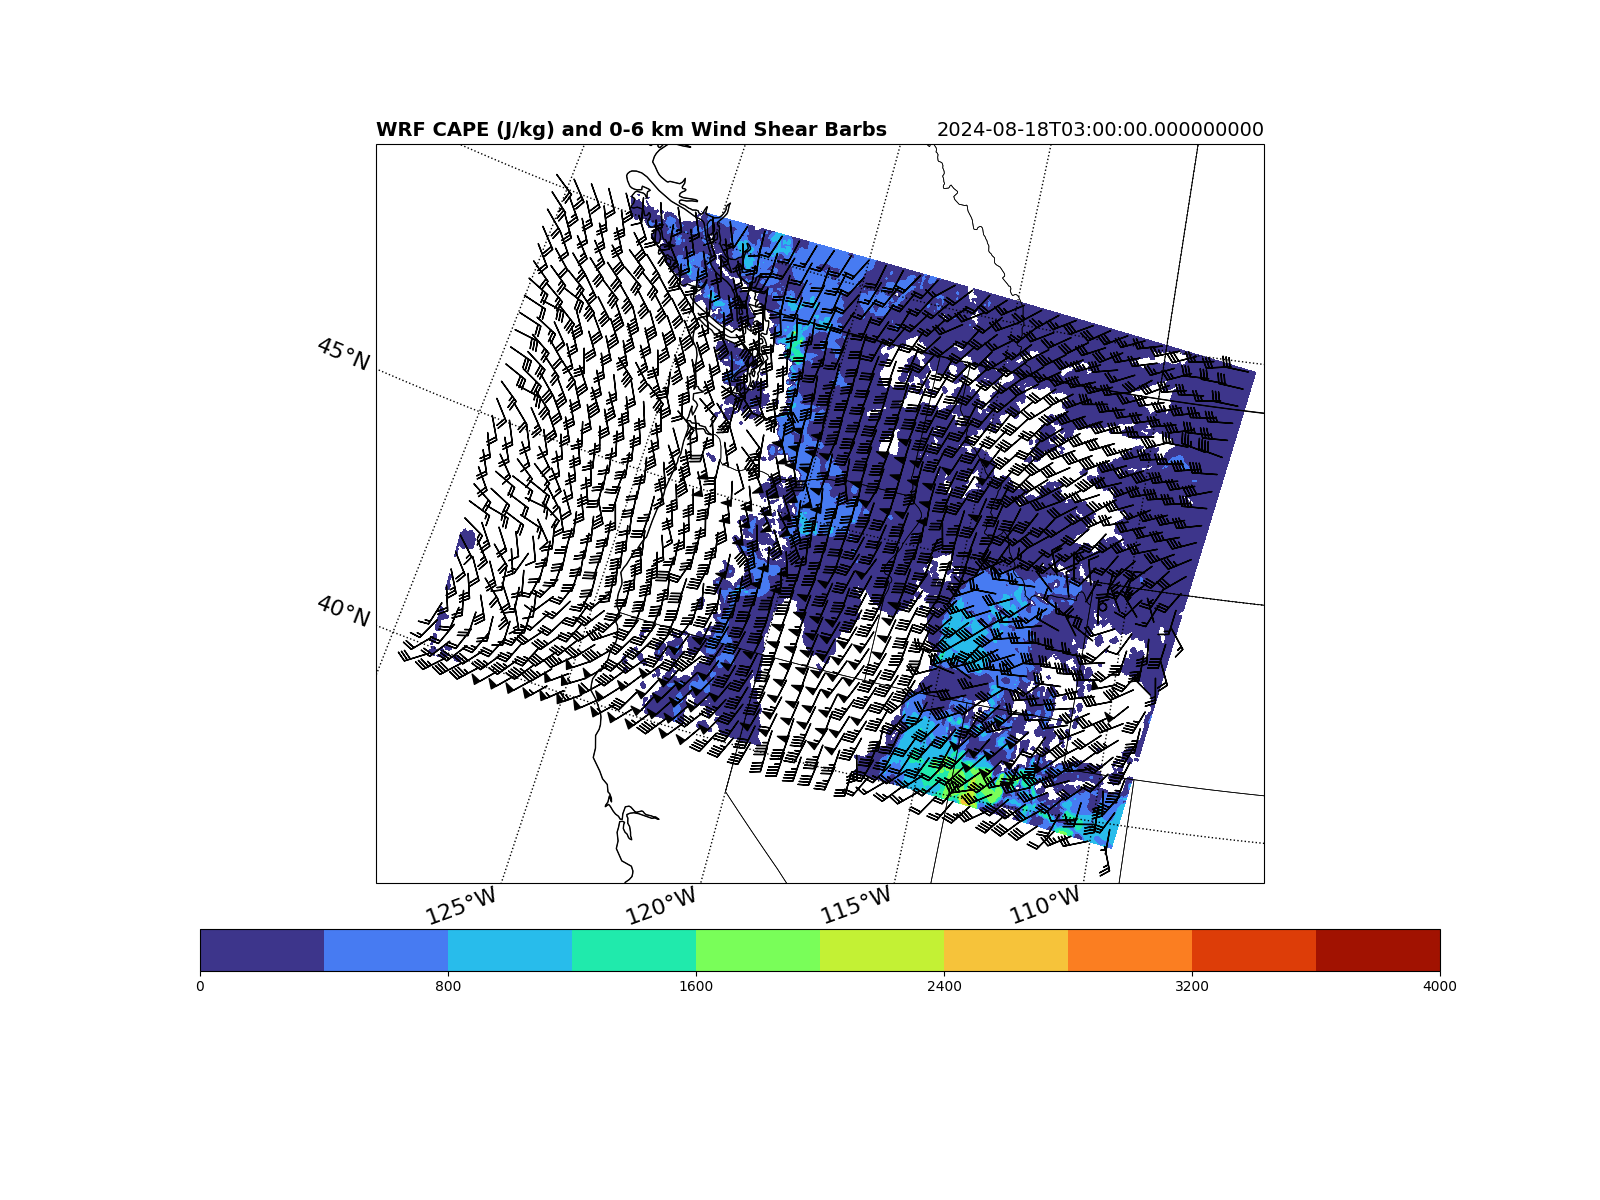 WRF CAPE (J/kg) and 0-6 km Wind Shear Barbs 2024-08-18T03:00:00.000000000
45°N
40°N
125°W 120°W 115°W 110°W
0 800 1600 2400 3200 4000